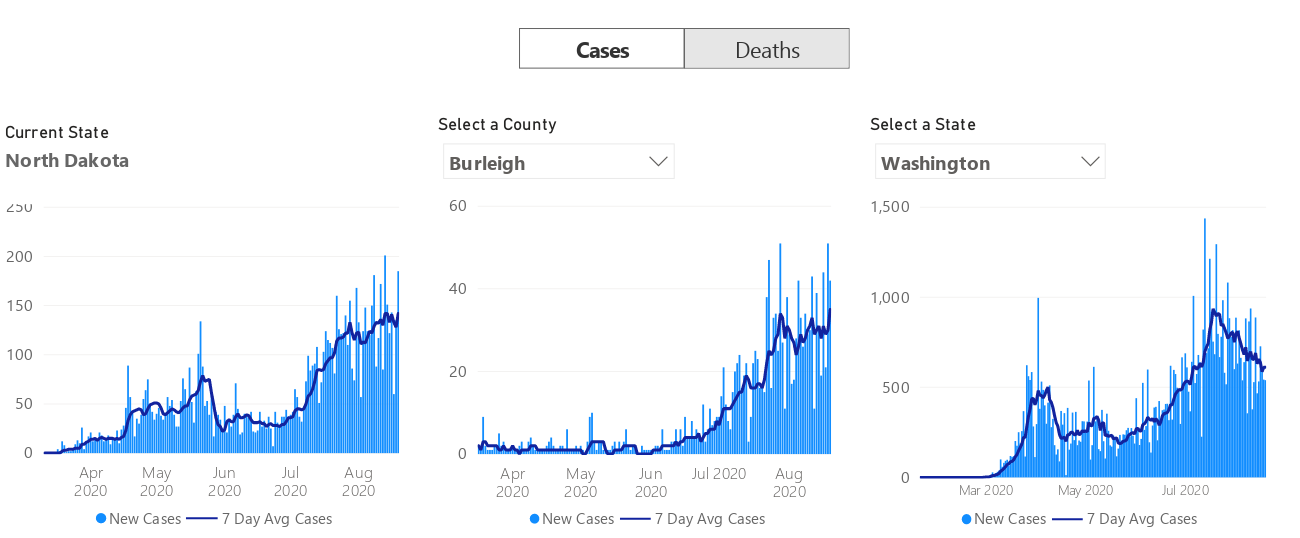 Cases Deaths
Current State
North Dakota
250
200
150
100
50
0
Apr 2020
May 2020
Jun 2020
Jul 2020
Aug 2020
New Cases 7 Day Avg Cases
Select a County
Burleigh
60
40
20
0
Apr 2020
May 2020
Jun 2020
Jul 2020
Aug 2020
New Cases 7 Day Avg Cases
Select a State
Washington
1,500
1,000
500
0
Mar 2020 May 2020 Jul 2020
New Cases 7 Day Avg Cases